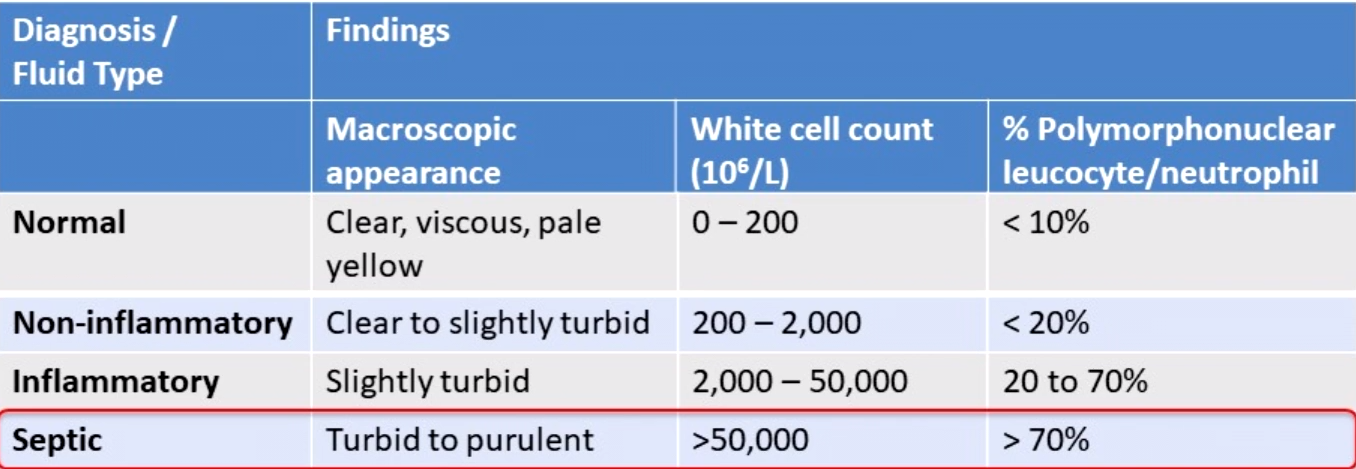 Diagnosis / Findings
Fluid Type
Macroscopic White cell count % Polymorphonuclear
appearance (10⁶/L) leucocyte/neutrophil
Normal Clear, viscous, pale 0 – 200 < 10%
yellow
Non-inflammatory Clear to slightly turbid 200 – 2,000 < 20%
Inflammatory Slightly turbid 2,000 – 50,000 20 to 70%
Septic Turbid to purulent >50,000 > 70%